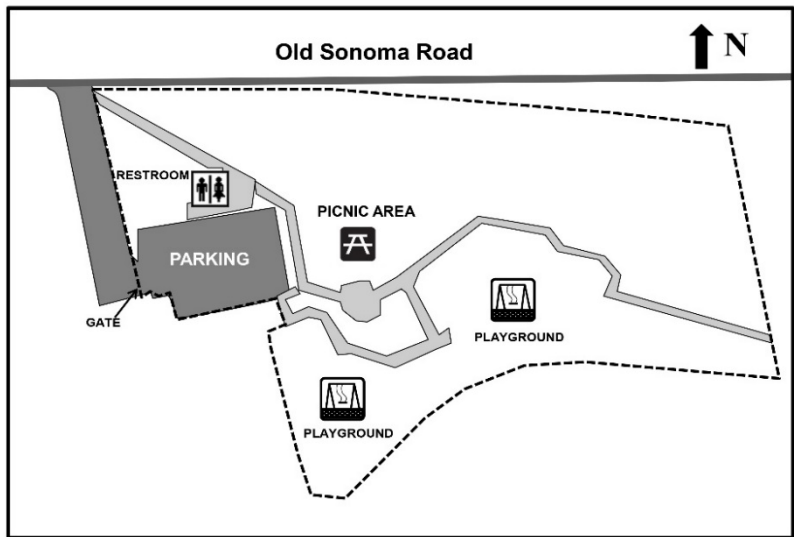 Old Sonoma Road
N
RESTROOM
PICNIC AREA
PARKING
GATE
PLAYGROUND
PLAYGROUND